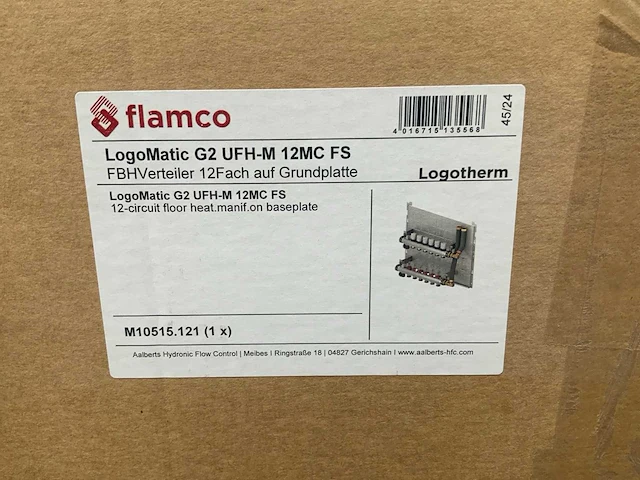 flamco
4 016715 135568
45/24
LogoMatic G2 UFH-M 12MC FS
FBHVerteiler 12Fach auf Grundplatte
Logotherm
LogoMatic G2 UFH-M 12MC FS
12-circuit floor heat.manif.on baseplate
M10515.121 (1 x)
Aalberts Hydronic Flow Control | Meibes I Ringstraße 18 | 04827 Gerichshain I www.aalberts-hfc.com